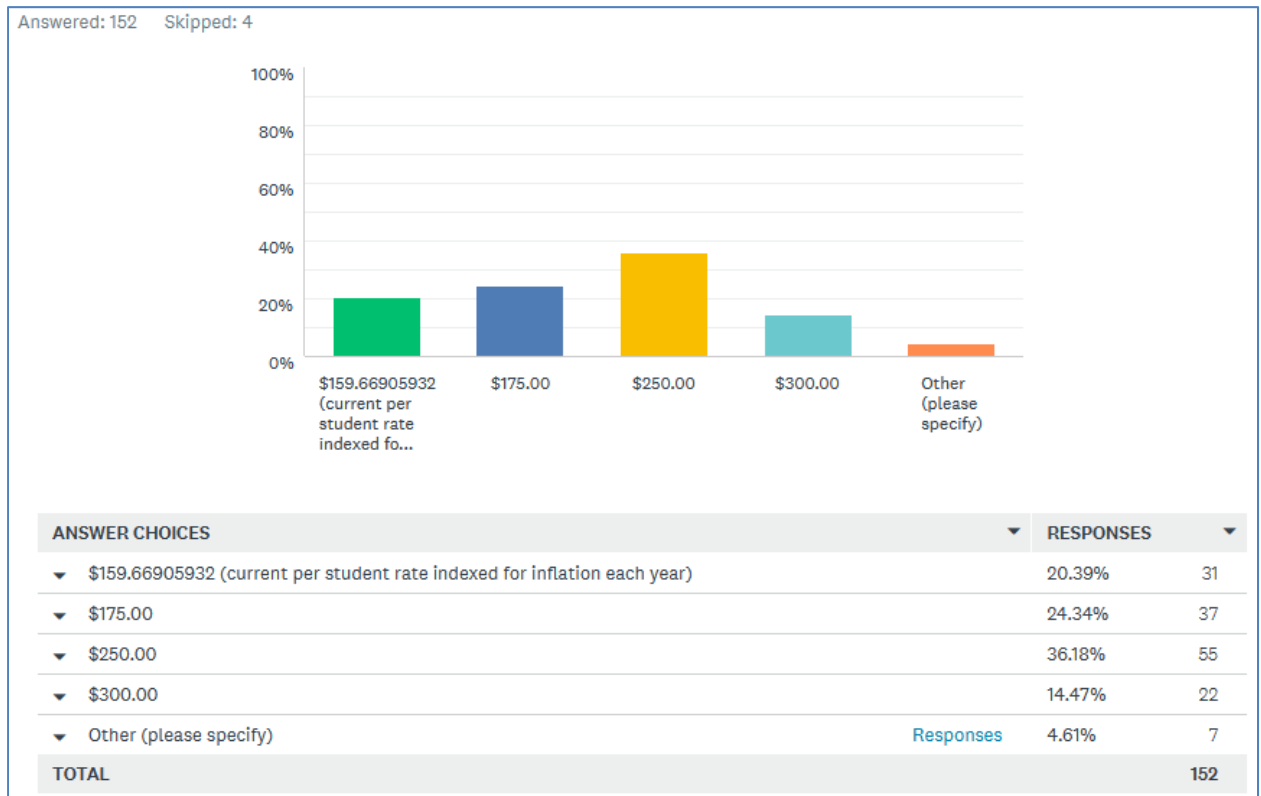 Answered: 152 Skipped: 4
100%
80%
60%
40%
20%
0%
$159.66905932
(current per
student rate
indexed fo...
$175.00
$250.00
$300.00
Other
(please
specify)
ANSWER CHOICES RESPONSES
$159.66905932 (current per student rate indexed for inflation each year) 20.39% 31
$175.00 24.34% 37
$250.00 36.18% 55
$300.00 14.47% 22
Other (please specify) Responses 4.61% 7
TOTAL 152